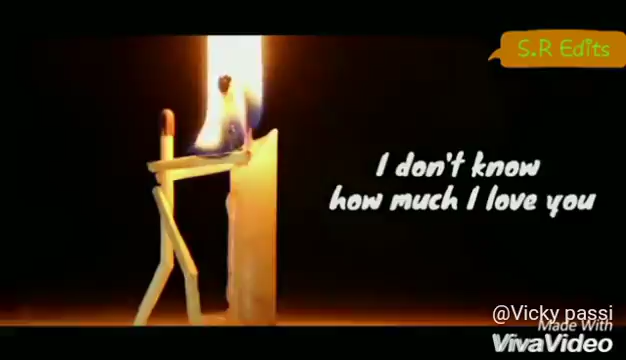 S.R Edits
I don't know
how much I love you
@Vicky passi
Made With
VivaVideo